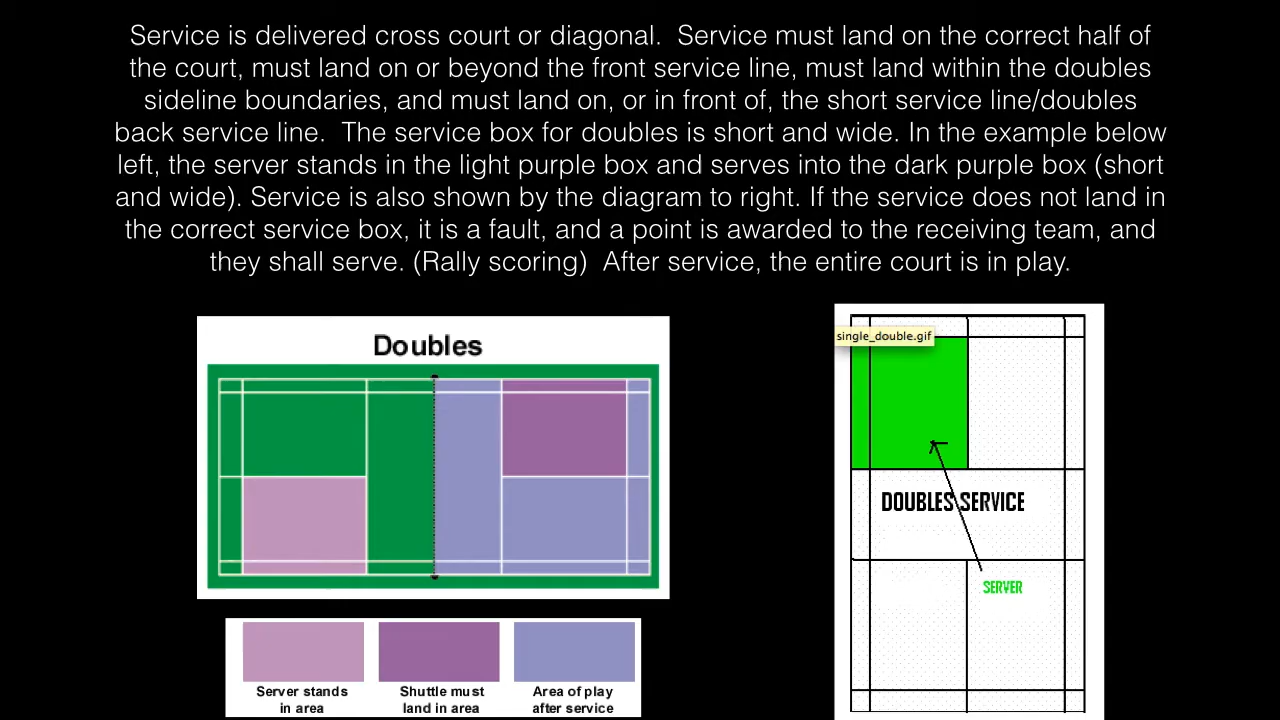 Service is delivered cross court or diagonal.  Service must land on the correct half of
the court, must land on or beyond the front service line, must land within the doubles
sideline boundaries, and must land on, or in front of, the short service line/doubles
back service line.  The service box for doubles is short and wide. In the example below
left, the server stands in the light purple box and serves into the dark purple box (short
and wide). Service is also shown by the diagram to right. If the service does not land in
the correct service box, it is a fault, and a point is awarded to the receiving team, and
they shall serve. (Rally scoring)  After service, the entire court is in play.
Doubles
Server stands
in area
Shuttle must
land in area
Area of play
after service
single_double.gif
DOUBLES SERVICE
SERVER